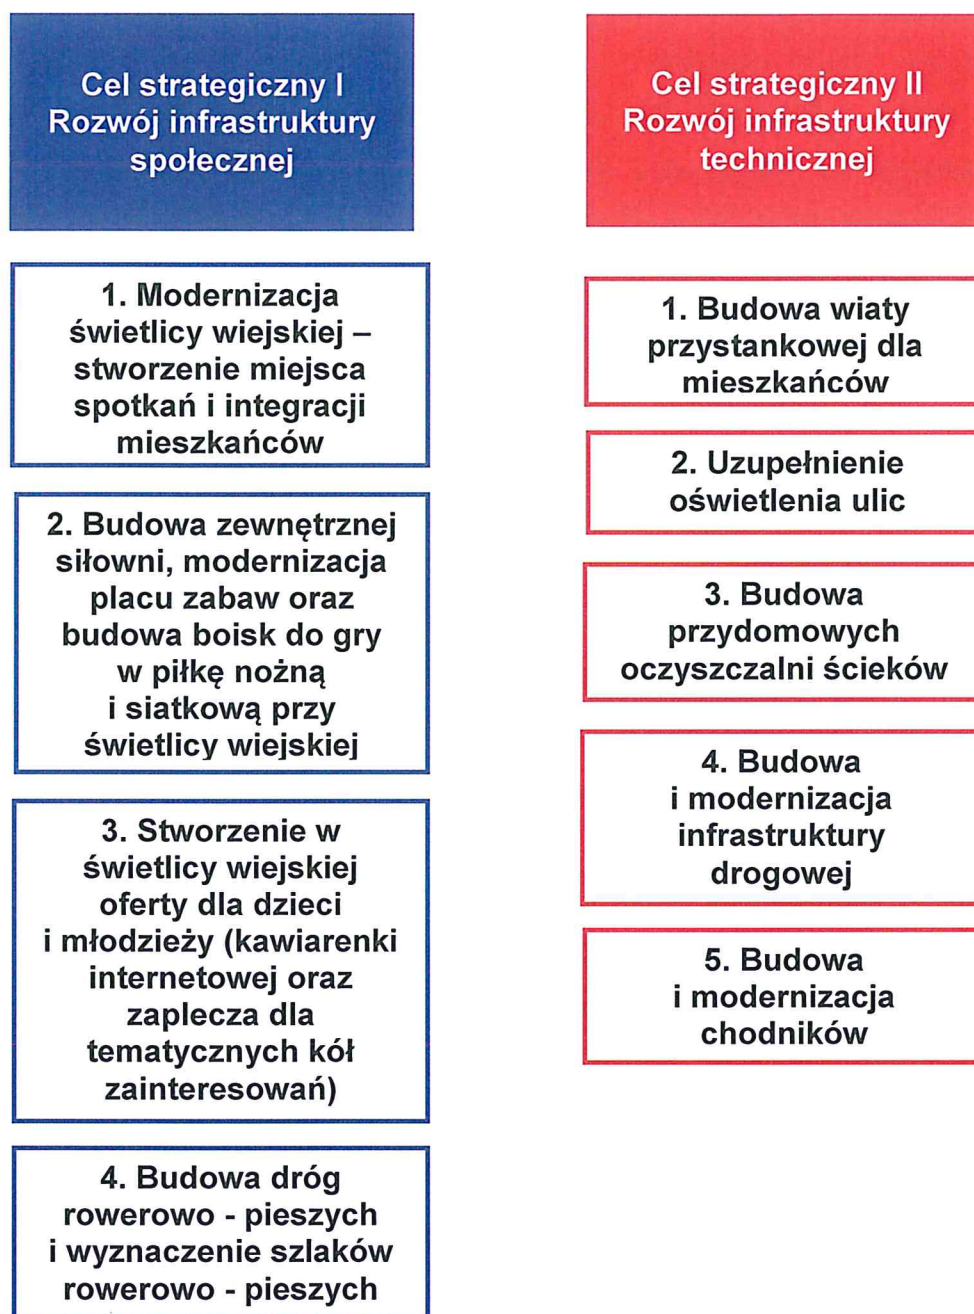 Cel strategiczny I
Rozwój infrastruktury
społecznej
1. Modernizacja
świetlicy wiejskiej –
stworzenie miejsca
spotkań i integracji
mieszkańców
2. Budowa zewnętrznej
siłowni, modernizacja
placu zabaw oraz
budowa boisk do gry
w piłkę nożną
i siatkową przy
świetlicy wiejskiej
3. Stworzenie w
świetlicy wiejskiej
oferty dla dzieci
i młodzieży (kawiarenki
internetowej oraz
zaplecza dla
tematycznych kół
zainteresowań)
4. Budowa dróg
rowerowo - pieszych
i wyznaczenie szlaków
rowerowo - pieszych
Cel strategiczny II
Rozwój infrastruktury
technicznej
1. Budowa wiaty
przystankowej dla
mieszkańców
2. Uzupełnienie
oświetlenia ulic
3. Budowa
przydomowych
oczyszczalni ścieków
4. Budowa
i modernizacja
infrastruktury
drogowej
5. Budowa
i modernizacja
chodników